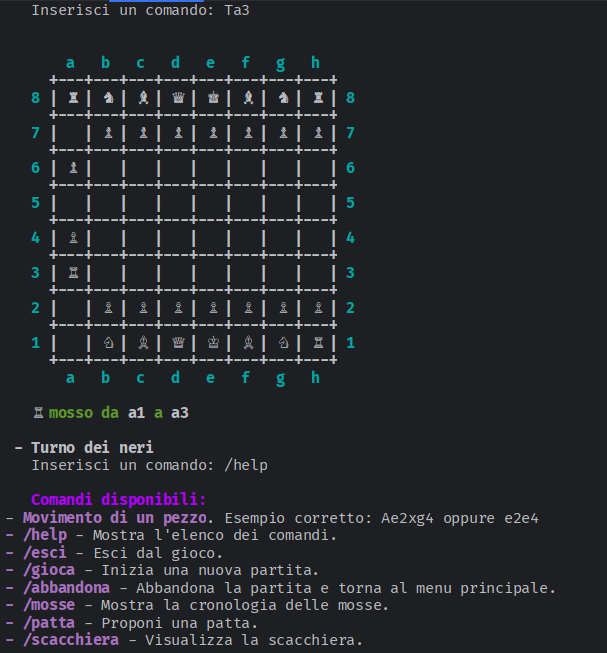 Inserisci un comando: Ta3
a b c d e f g h
+---+---+---+---+---+---+---+---+
8 | ♜ | ♞ | ♝ | ♛ | ♚ | ♝ | ♞ | ♜ | 8
+---+---+---+---+---+---+---+---+
7 |   | ♟ | ♟ | ♟ | ♟ | ♟ | ♟ | ♟ | 7
+---+---+---+---+---+---+---+---+
6 | ♟ |   |   |   |   |   |   |   | 6
+---+---+---+---+---+---+---+---+
5 |   |   |   |   |   |   |   |   | 5
+---+---+---+---+---+---+---+---+
4 | ♙ |   |   |   |   |   |   |   | 4
+---+---+---+---+---+---+---+---+
3 | ♖ |   |   |   |   |   |   |   | 3
+---+---+---+---+---+---+---+---+
2 |   | ♙ | ♙ | ♙ | ♙ | ♙ | ♙ | ♙ | 2
+---+---+---+---+---+---+---+---+
1 |   | ♘ | ♗ | ♕ | ♔ | ♗ | ♘ | ♖ | 1
+---+---+---+---+---+---+---+---+
a b c d e f g h
♖ mosso da a1 a a3
- Turno dei neri
Inserisci un comando: /help
Comandi disponibili:
- Movimento di un pezzo. Esempio corretto: Ae2xg4 oppure e2e4
- /help - Mostra l'elenco dei comandi.
- /esci - Esci dal gioco.
- /gioca - Inizia una nuova partita.
- /abbandona - Abbandona la partita e torna al menu principale.
- /mosse - Mostra la cronologia delle mosse.
- /patta - Proponi una patta.
- /scacchiera - Visualizza la scacchiera.